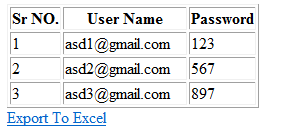 Sr NO. User Name Password
1 asd1@gmail.com 123
2 asd2@gmail.com 567
3 asd3@gmail.com 897
Export To Excel